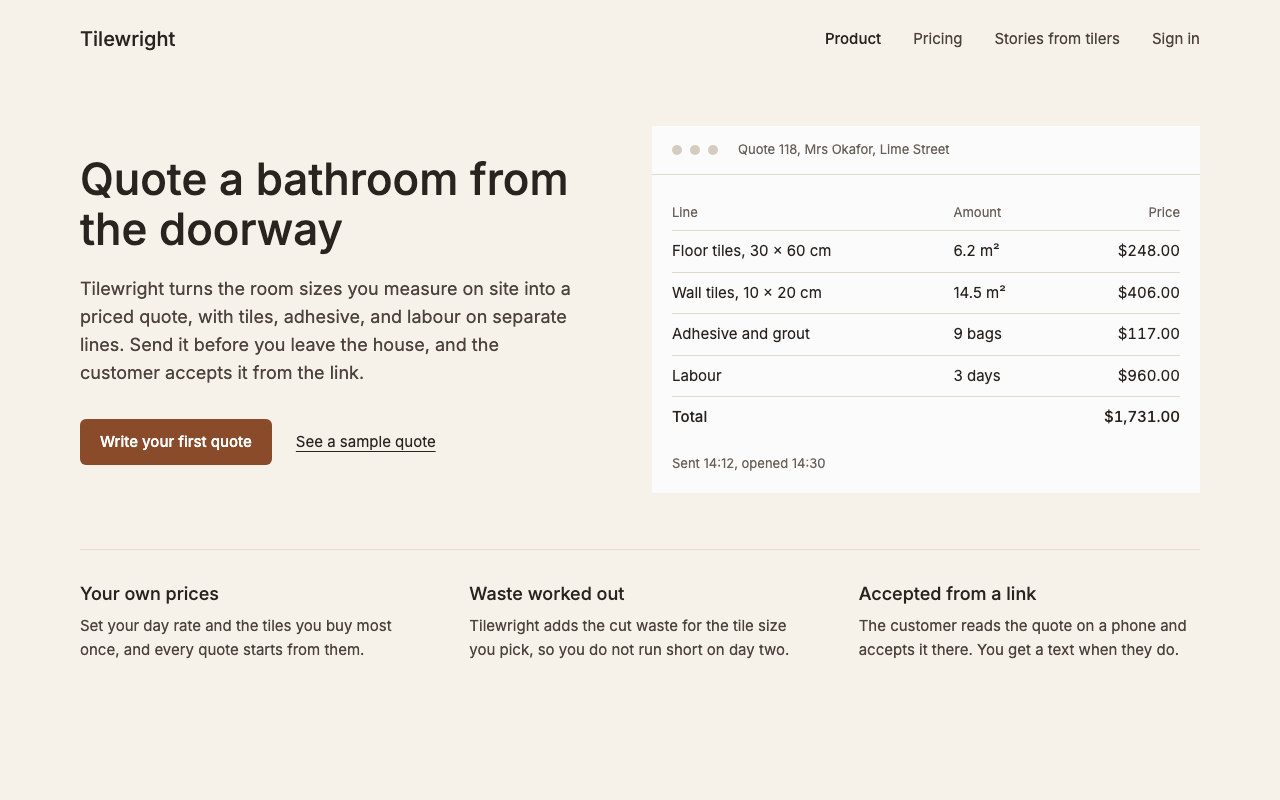 Tilewright
Product Pricing Stories from tilers Sign in
Quote a bathroom from
the doorway
Tilewright turns the room sizes you measure on site into a
priced quote, with tiles, adhesive, and labour on separate
lines. Send it before you leave the house, and the
customer accepts it from the link.
Write your first quote See a sample quote
Quote 118, Mrs Okafor, Lime Street
Line Amount Price
Floor tiles, 30 × 60 cm 6.2 m² $248.00
Wall tiles, 10 × 20 cm 14.5 m² $406.00
Adhesive and grout 9 bags $117.00
Labour 3 days $960.00
Total $1,731.00
Sent 14:12, opened 14:30
Your own prices
Set your day rate and the tiles you buy most
once, and every quote starts from them.
Waste worked out
Tilewright adds the cut waste for the tile size
you pick, so you do not run short on day two.
Accepted from a link
The customer reads the quote on a phone and
accepts it there. You get a text when they do.